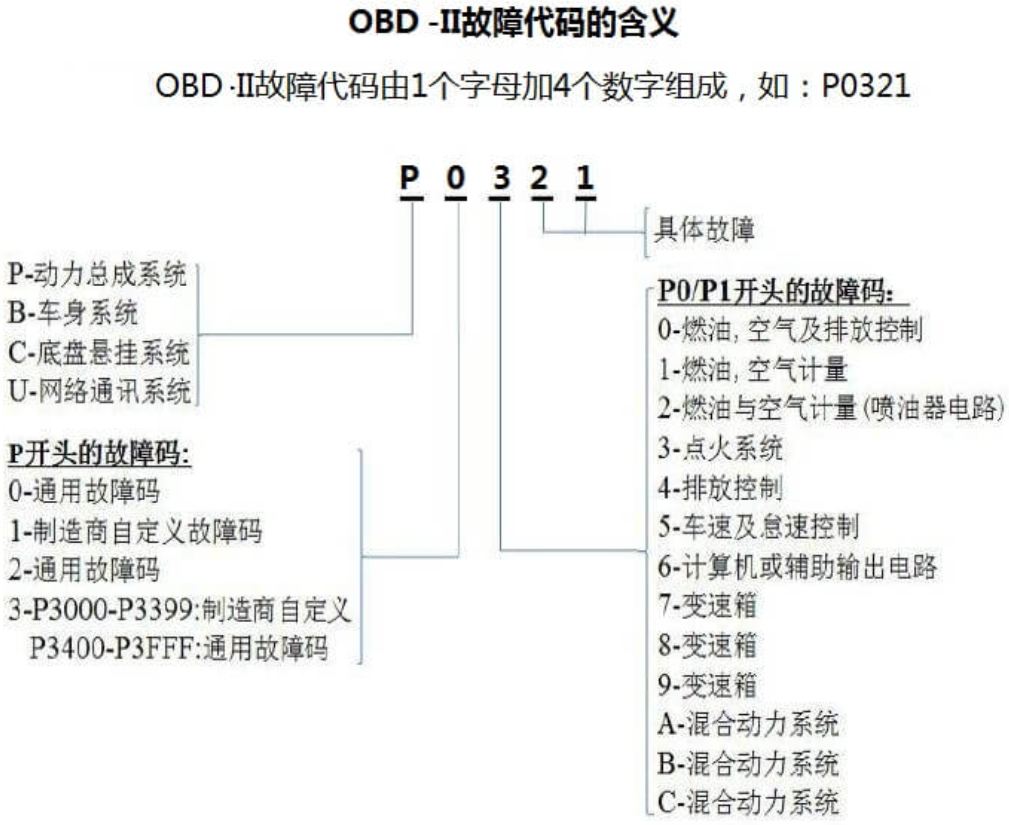 OBD -II故障代码的含义
OBD·II故障代码由1个字母加4个数字组成，如：P0321
P 0 3 2 1
具体故障
P-动力总成系统
B-车身系统
C-底盘悬挂系统
U-网络通讯系统
P开头的故障码:
0-通用故障码
1-制造商自定义故障码
2-通用故障码
3-P3000-P3399:制造商自定义
P3400-P3FFF:通用故障码
P0/P1开头的故障码：
0-燃油, 空气及排放控制
1-燃油, 空气计量
2-燃油与空气计量(喷油器电路)
3-点火系统
4-排放控制
5-车速及怠速控制
6-计算机或辅助输出电路
7-变速箱
8-变速箱
9-变速箱
A-混合动力系统
B-混合动力系统
C-混合动力系统